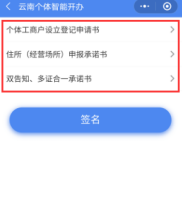 云南个体智能开办
个体工商户设立登记申请书
住所（经营场所）申报承诺书
双告知、多证合一承诺书
签名